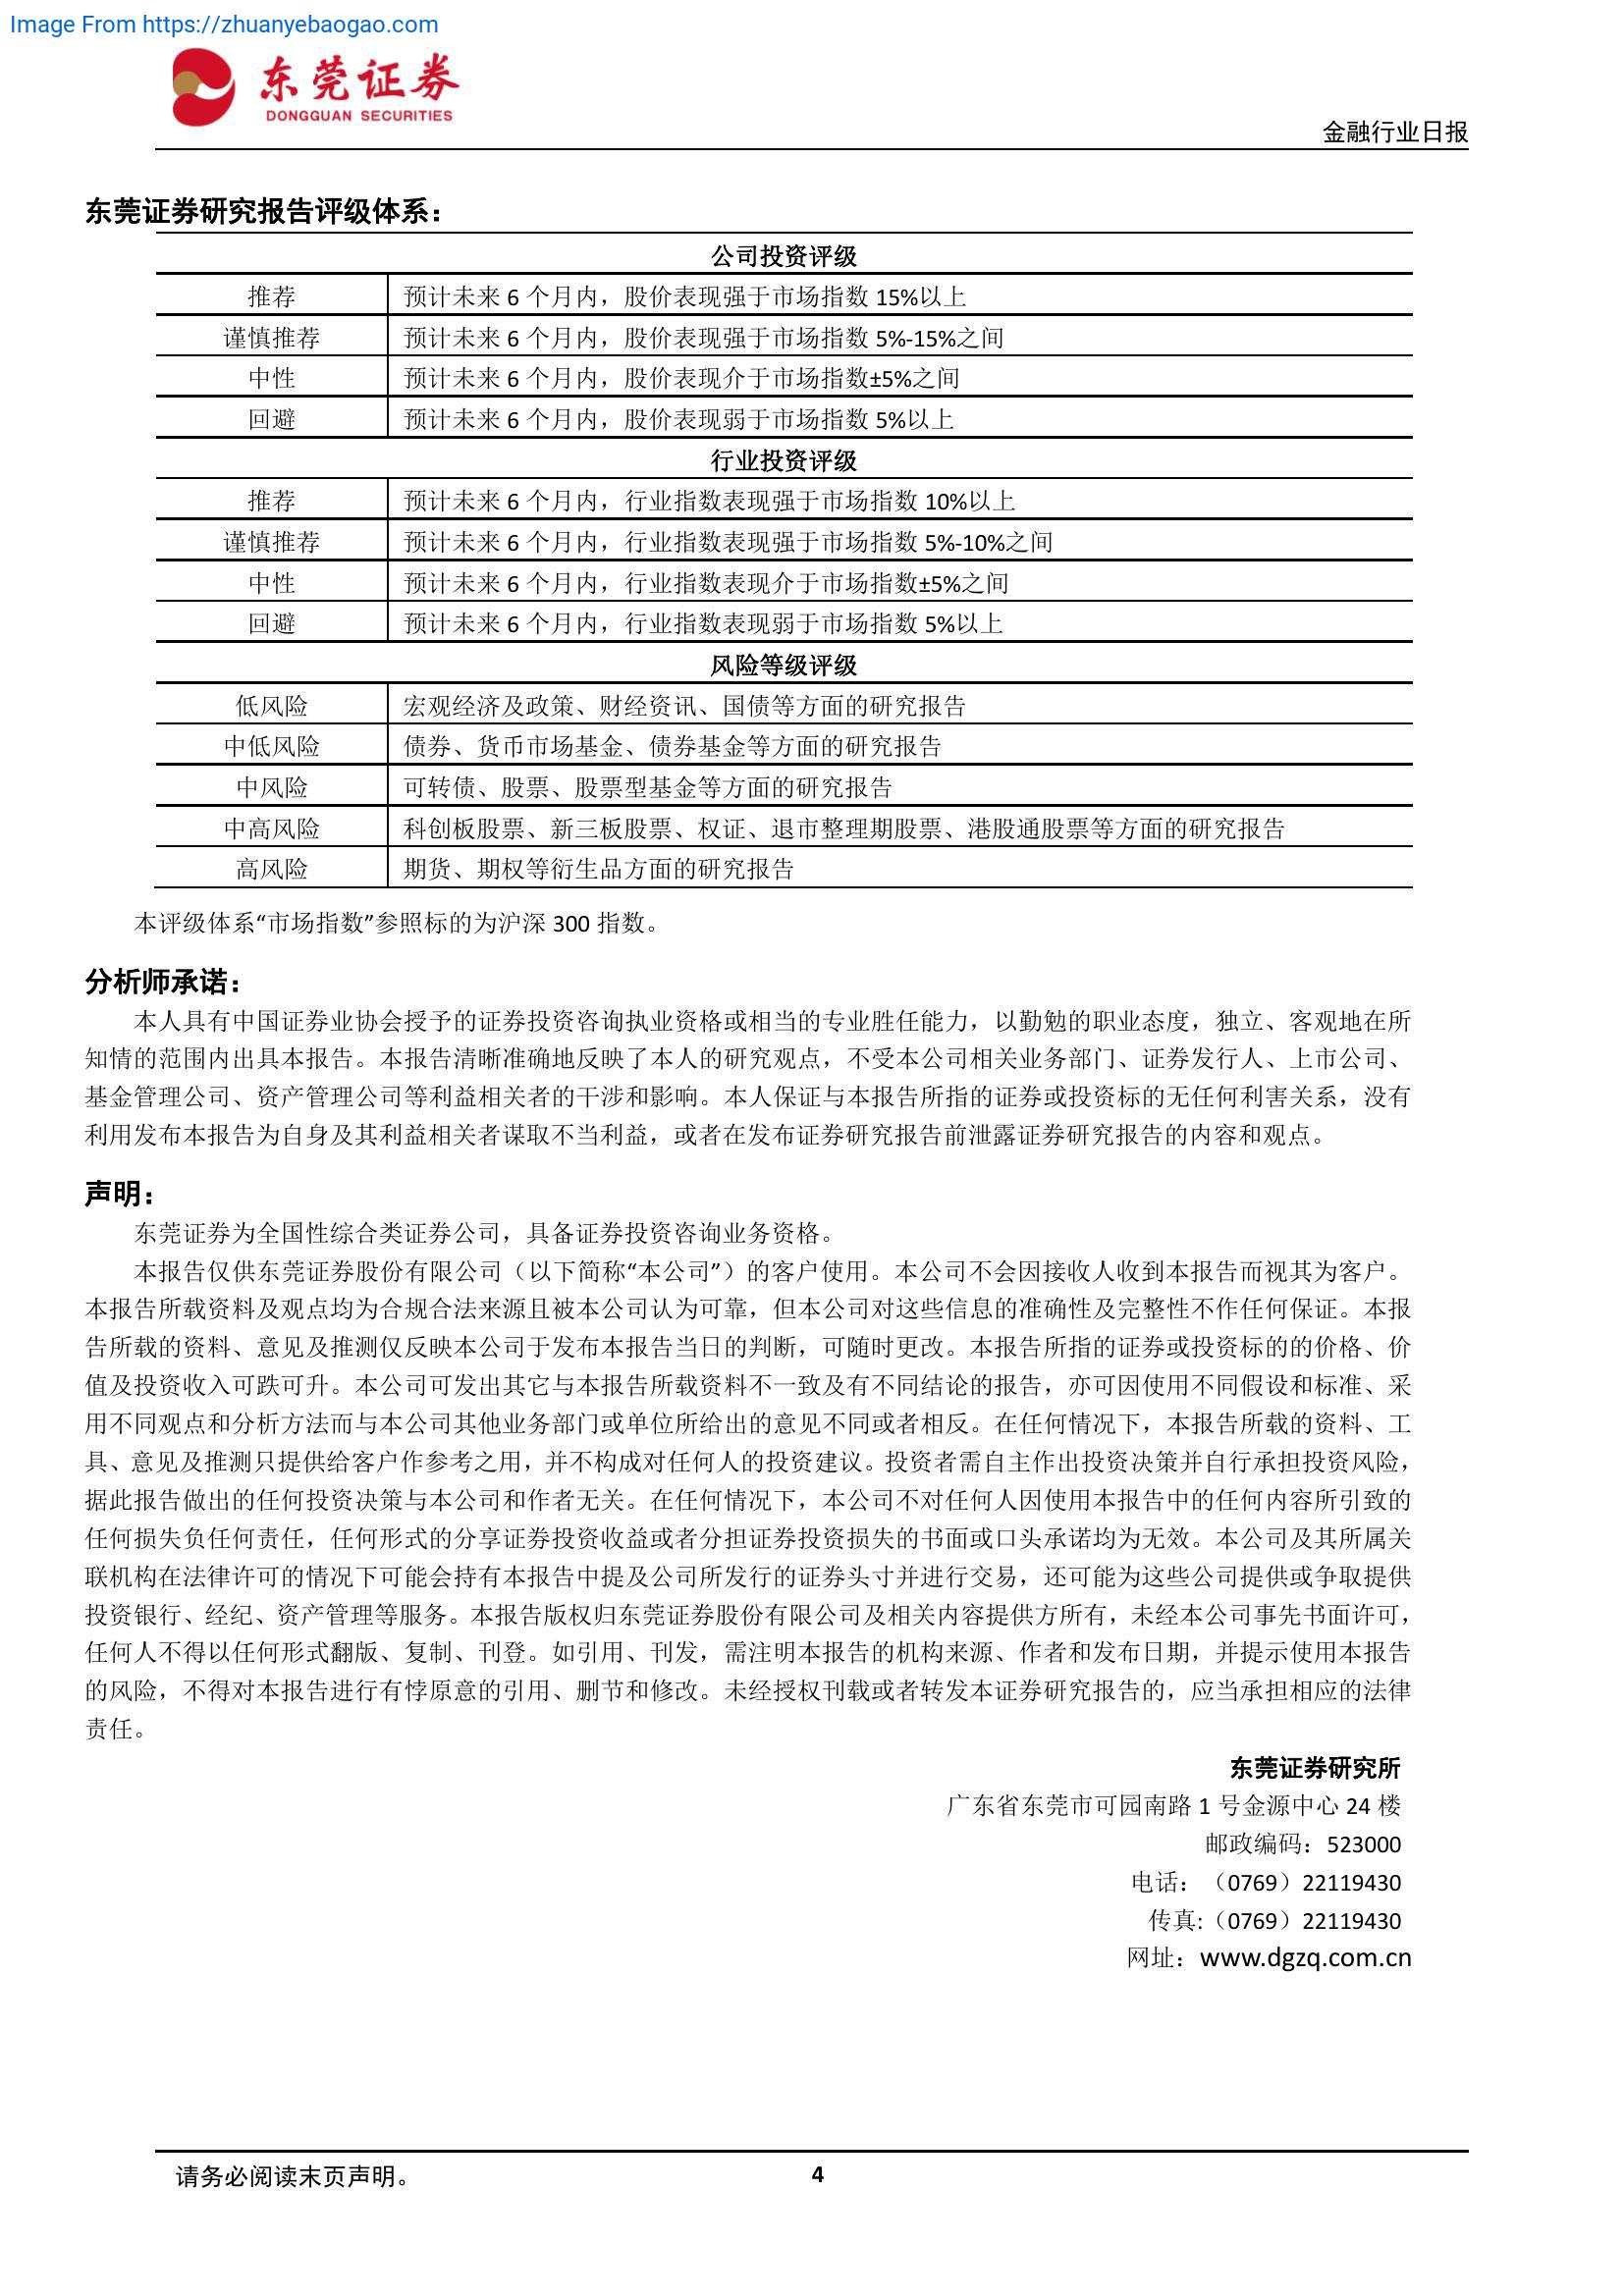 Image From https://zhuanyebaogao.com
东莞证券
DONGGUAN SECURITIES
金融行业日报
东莞证券研究报告评级体系：
公司投资评级
推荐 预计未来 6 个月内，股价表现强于市场指数 15%以上
谨慎推荐 预计未来 6 个月内，股价表现强于市场指数 5%-15%之间
中性 预计未来 6 个月内，股价表现介于市场指数±5%之间
回避 预计未来 6 个月内，股价表现弱于市场指数 5%以上
行业投资评级
推荐 预计未来 6 个月内，行业指数表现强于市场指数 10%以上
谨慎推荐 预计未来 6 个月内，行业指数表现强于市场指数 5%-10%之间
中性 预计未来 6 个月内，行业指数表现介于市场指数±5%之间
回避 预计未来 6 个月内，行业指数表现弱于市场指数 5%以上
风险等级评级
低风险 宏观经济及政策、财经资讯、国债等方面的研究报告
中低风险 债券、货币市场基金、债券基金等方面的研究报告
中风险 可转债、股票、股票型基金等方面的研究报告
中高风险 科创板股票、新三板股票、权证、退市整理期股票、港股通股票等方面的研究报告
高风险 期货、期权等衍生品方面的研究报告
本评级体系“市场指数”参照标的为沪深 300 指数。
分析师承诺：
本人具有中国证券业协会授予的证券投资咨询执业资格或相当的专业胜任能力，以勤勉的职业态度，独立、客观地在所
知情的范围内出具本报告。本报告清晰准确地反映了本人的研究观点，不受本公司相关业务部门、证券发行人、上市公司、
基金管理公司、资产管理公司等利益相关者的干涉和影响。本人保证与本报告所指的证券或投资标的无任何利害关系，没有
利用发布本报告为自身及其利益相关者谋取不当利益，或者在发布证券研究报告前泄露证券研究报告的内容和观点。
声明：
东莞证券为全国性综合类证券公司，具备证券投资咨询业务资格。
本报告仅供东莞证券股份有限公司（以下简称“本公司”）的客户使用。本公司不会因接收人收到本报告而视其为客户。
本报告所载资料及观点均为合规合法来源且被本公司认为可靠，但本公司对这些信息的准确性及完整性不作任何保证。本报
告所载的资料、意见及推测仅反映本公司于发布本报告当日的判断，可随时更改。本报告所指的证券或投资标的的价格、价
值及投资收入可跌可升。本公司可发出其它与本报告所载资料不一致及有不同结论的报告，亦可因使用不同假设和标准、采
用不同观点和分析方法而与本公司其他业务部门或单位所给出的意见不同或者相反。在任何情况下，本报告所载的资料、工
具、意见及推测只提供给客户作参考之用，并不构成对任何人的投资建议。投资者需自主作出投资决策并自行承担投资风险，
据此报告做出的任何投资决策与本公司和作者无关。在任何情况下，本公司不对任何人因使用本报告中的任何内容所引致的
任何损失负任何责任，任何形式的分享证券投资收益或者分担证券投资损失的书面或口头承诺均为无效。本公司及其所属关
联机构在法律许可的情况下可能会持有本报告中提及公司所发行的证券头寸并进行交易，还可能为这些公司提供或争取提供
投资银行、经纪、资产管理等服务。本报告版权归东莞证券股份有限公司及相关内容提供方所有，未经本公司事先书面许可，
任何人不得以任何形式翻版、复制、刊登。如引用、刊发，需注明本报告的机构来源、作者和发布日期，并提示使用本报告
的风险，不得对本报告进行有悖原意的引用、删节和修改。未经授权刊载或者转发本证券研究报告的，应当承担相应的法律
责任。
东莞证券研究所
广东省东莞市可园南路 1 号金源中心 24 楼
邮政编码：523000
电话：（0769）22119430
传真:（0769）22119430
网址：www.dgzq.com.cn
请务必阅读末页声明。
4